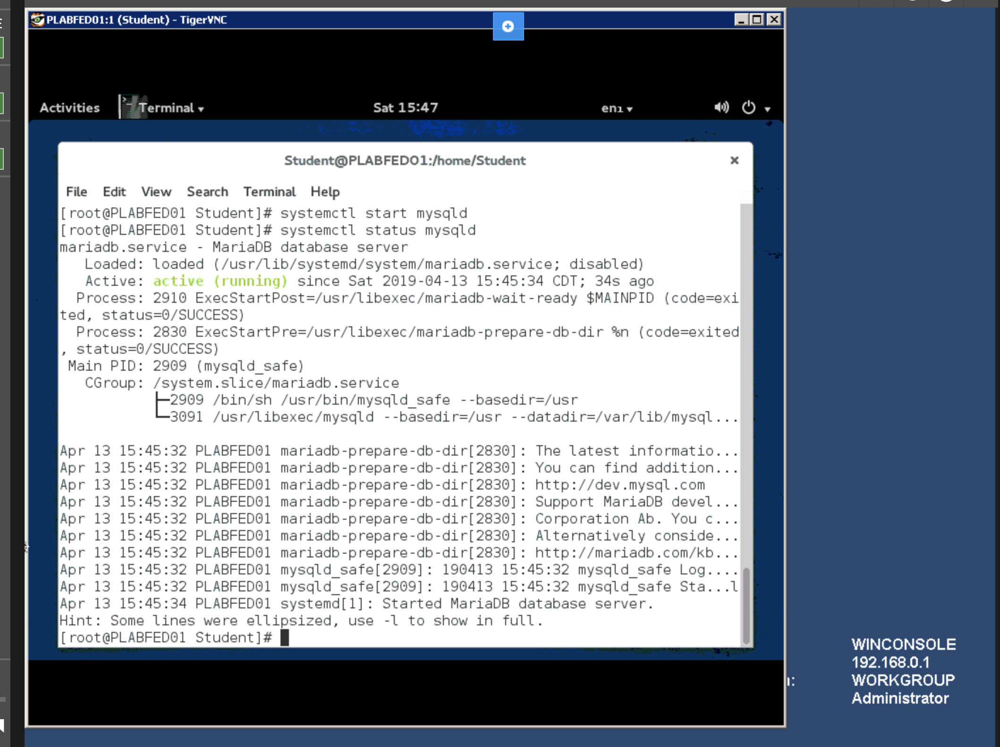 PLABFED01:1 (Student) - TigerVNC
Activities Terminal Sat 15:47 en1
Student@PLABFED01:/home/Student
File Edit View Search Terminal Help
[root@PLABFED01 Student]# systemctl start mysqld
[root@PLABFED01 Student]# systemctl status mysqld
mariadb.service - MariaDB database server
Loaded: loaded (/usr/lib/systemd/system/mariadb.service; disabled)
Active: active (running) since Sat 2019-04-13 15:45:34 CDT; 34s ago
Process: 2910 ExecStartPost=/usr/libexec/mariadb-wait-ready $MAINPID (code=exi
ted, status=0/SUCCESS)
Process: 2830 ExecStartPre=/usr/libexec/mariadb-prepare-db-dir %n (code=exited
, status=0/SUCCESS)
Main PID: 2909 (mysqld_safe)
CGroup: /system.slice/mariadb.service
├─2909 /bin/sh /usr/bin/mysqld_safe --basedir=/usr
└─3091 /usr/libexec/mysqld --basedir=/usr --datadir=/var/lib/mysql...
Apr 13 15:45:32 PLABFED01 mariadb-prepare-db-dir[2830]: The latest informatio...
Apr 13 15:45:32 PLABFED01 mariadb-prepare-db-dir[2830]: You can find addition...
Apr 13 15:45:32 PLABFED01 mariadb-prepare-db-dir[2830]: http://dev.mysql.com
Apr 13 15:45:32 PLABFED01 mariadb-prepare-db-dir[2830]: Support MariaDB devel...
Apr 13 15:45:32 PLABFED01 mariadb-prepare-db-dir[2830]: Corporation Ab. You c...
Apr 13 15:45:32 PLABFED01 mariadb-prepare-db-dir[2830]: Alternatively conside...
Apr 13 15:45:32 PLABFED01 mariadb-prepare-db-dir[2830]: http://mariadb.com/kb...
Apr 13 15:45:32 PLABFED01 mysqld_safe[2909]: 190413 15:45:32 mysqld_safe Log....
Apr 13 15:45:32 PLABFED01 mysqld_safe[2909]: 190413 15:45:32 mysqld_safe Sta...l
Apr 13 15:45:34 PLABFED01 systemd[1]: Started MariaDB database server.
Hint: Some lines were ellipsized, use -l to show in full.
[root@PLABFED01 Student]#
WINCONSOLE
192.168.0.1
WORKGROUP
Administrator